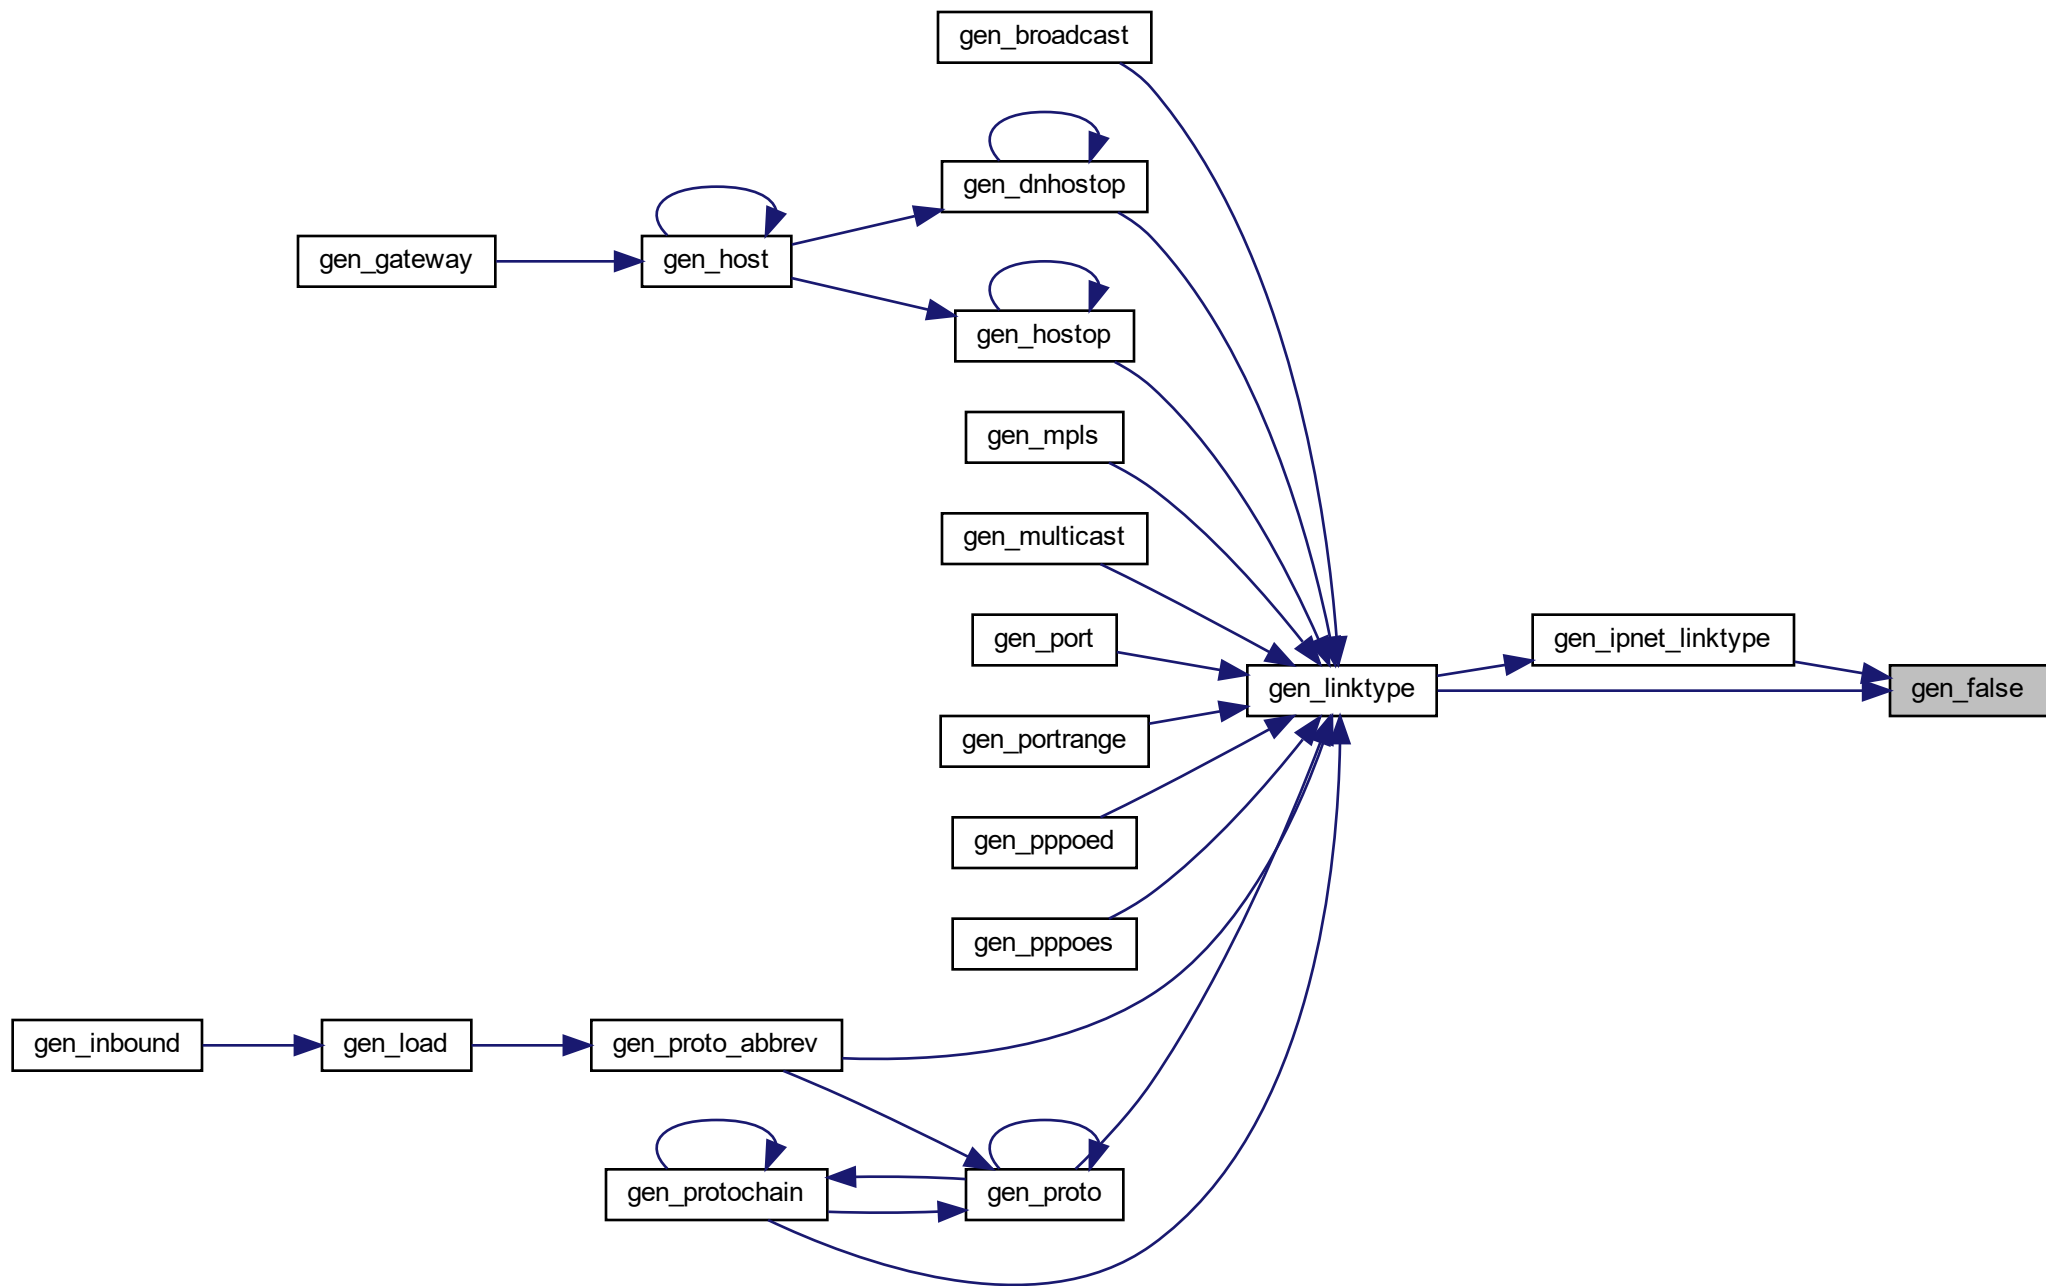 gen_broadcast
gen_dnhostop
gen_gateway
gen_host
gen_hostop
gen_mpls
gen_multicast
gen_port
gen_ipnet_linktype
gen_linktype
gen_false
gen_portrange
gen_pppoed
gen_pppoes
gen_inbound
gen_load
gen_proto_abbrev
gen_protochain
gen_proto